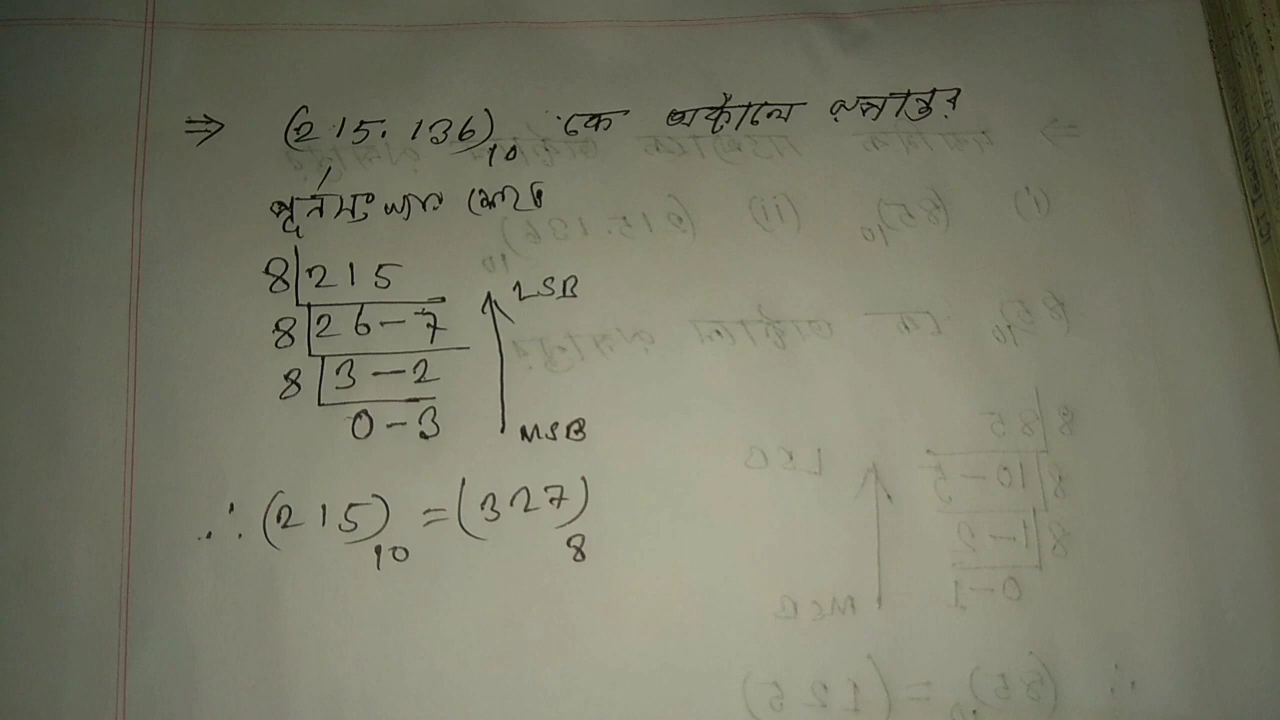 ⇒ (215.136)10 কে অকটালে রূপান্তর
পূর্ণসংখ্যার ক্ষেত্রে
8|215
8|26-7 LSB
8|3-2
0-3 MSB
∴ (215)10 = (327)8